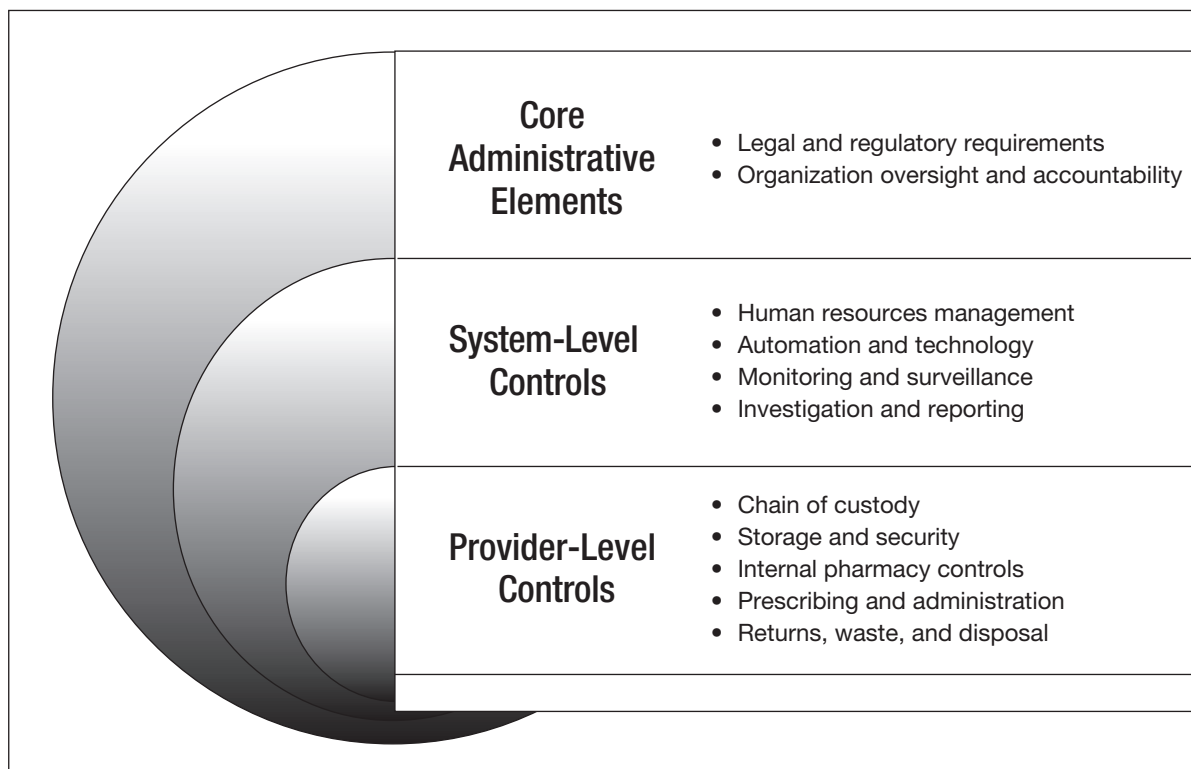 Core
Administrative
Elements
• Legal and regulatory requirements
• Organization oversight and accountability
System-Level
Controls
• Human resources management
• Automation and technology
• Monitoring and surveillance
• Investigation and reporting
Provider-Level
Controls
• Chain of custody
• Storage and security
• Internal pharmacy controls
• Prescribing and administration
• Returns, waste, and disposal